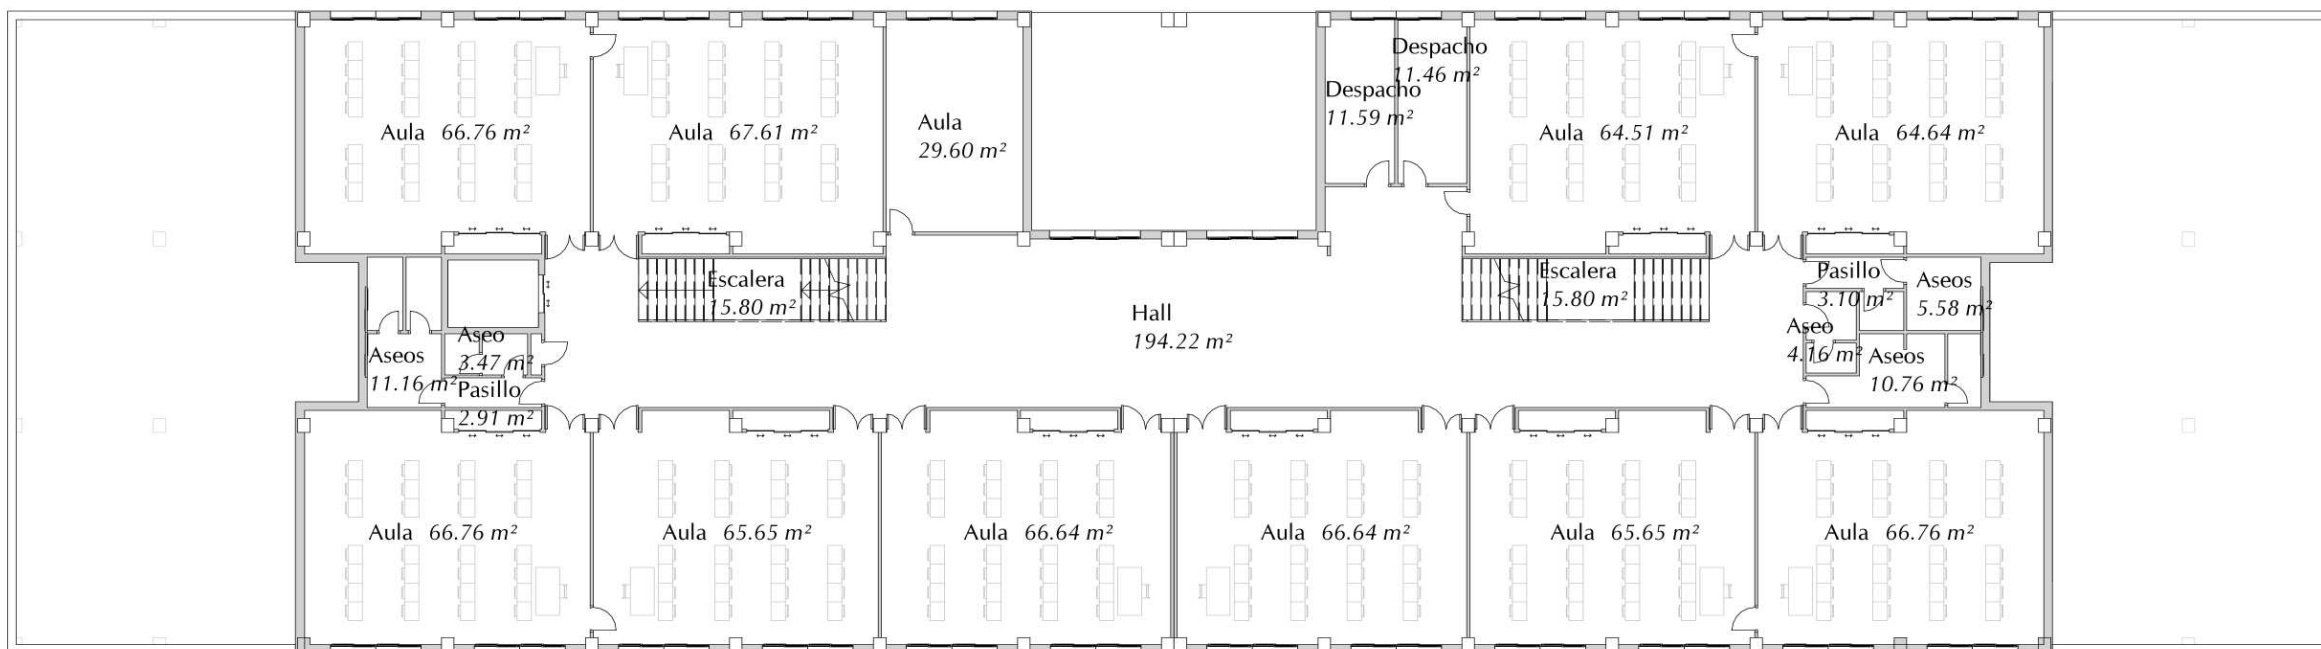 Despacho
11.46 m²
Despacho
11.59 m²
Aula 66.76 m²
Aula 67.61 m²
Aula
29.60 m²
Aula 64.51 m²
Aula 64.64 m²
Escalera
15.80 m²
Escalera
15.80 m²
Pasillo
3.10 m²
Aseos
5.58 m²
Hall
194.22 m²
Aseo
3.47 m²
Aseos
11.16 m²
Pasillo
2.91 m²
Aseo
4.16 m²
Aseos
10.76 m²
Aula 66.76 m²
Aula 65.65 m²
Aula 66.64 m²
Aula 66.64 m²
Aula 65.65 m²
Aula 66.76 m²